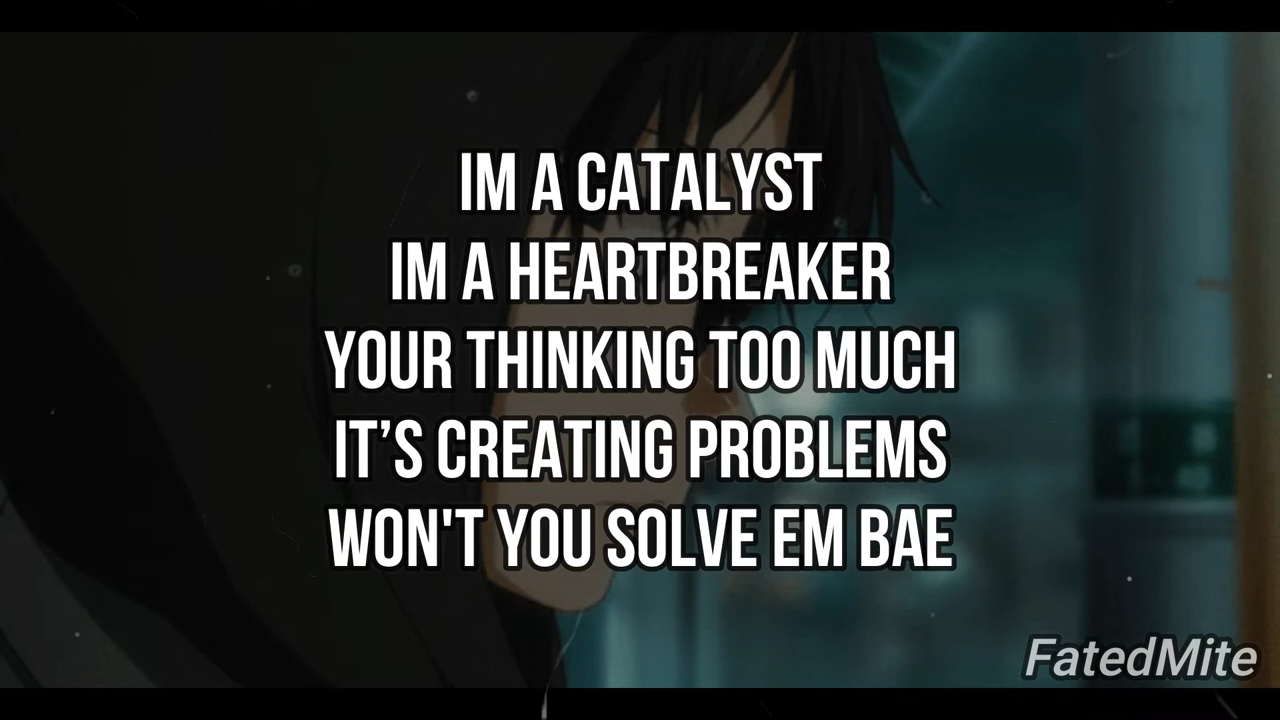 IM A CATALYST
IM A HEARTBREAKER
YOUR THINKING TOO MUCH
IT’S CREATING PROBLEMS
WON'T YOU SOLVE EM BAE
FatedMite